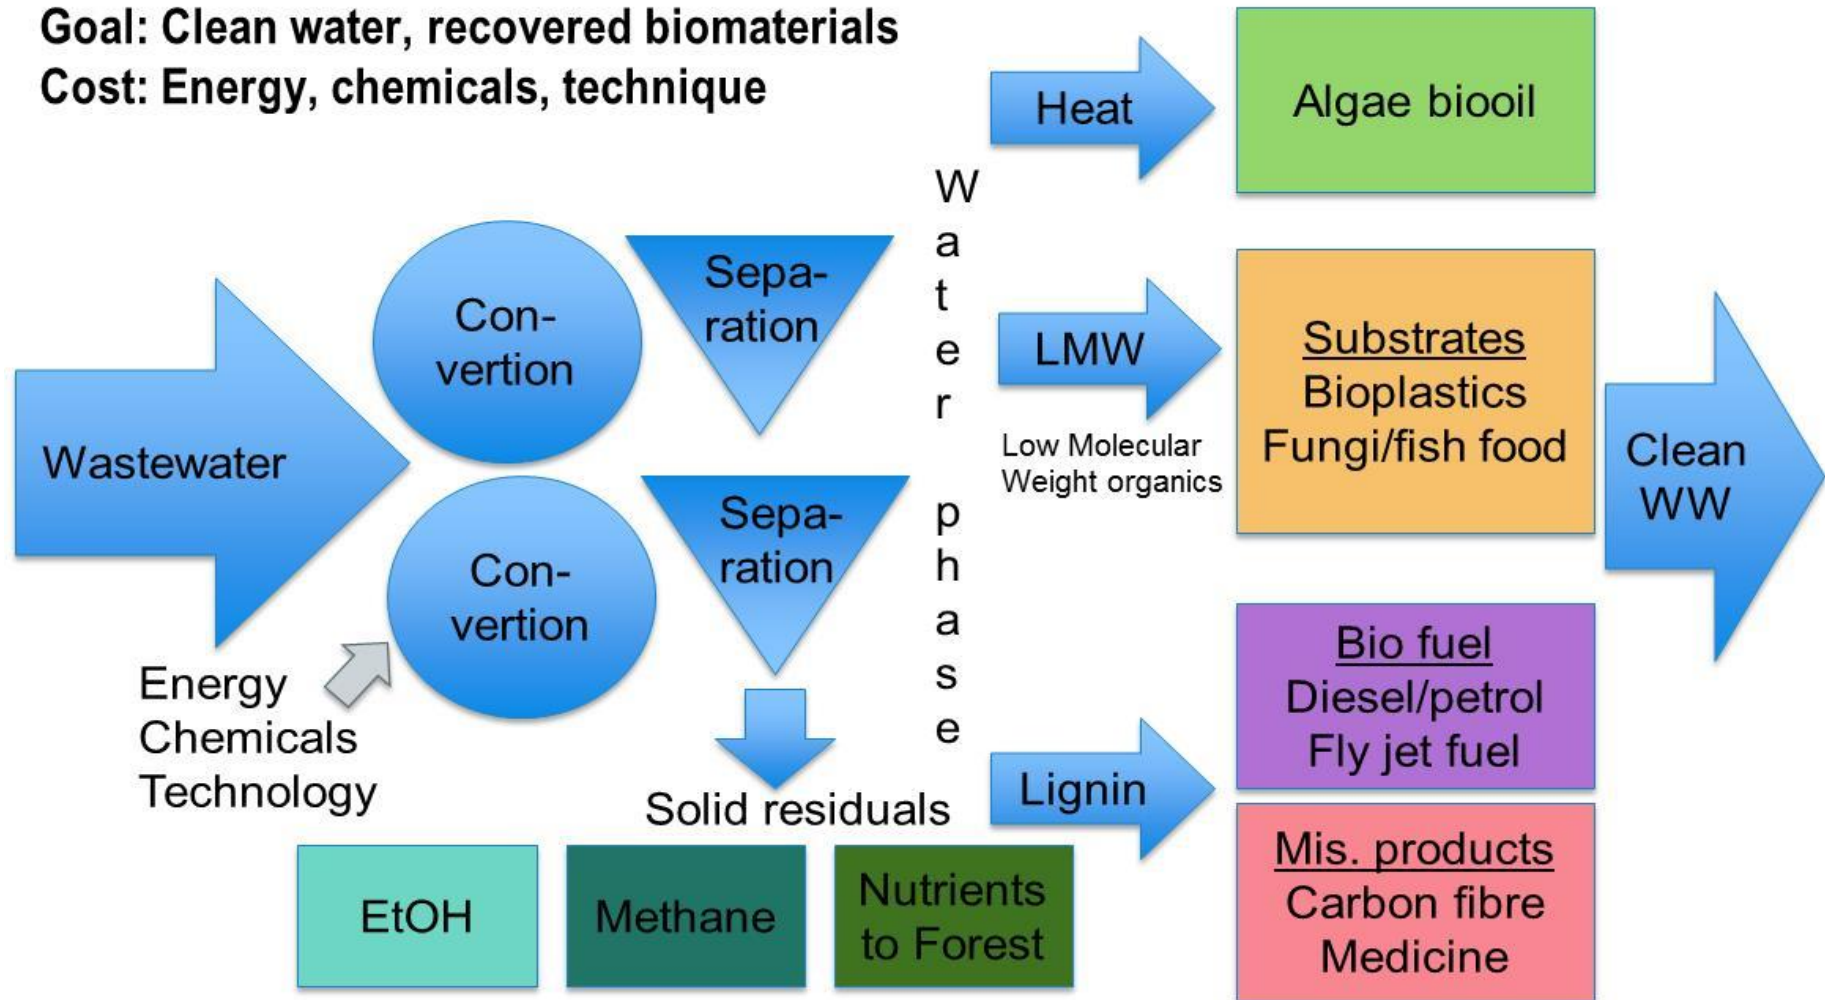 Goal: Clean water, recovered biomaterials
Cost: Energy, chemicals, technique
Wastewater
Energy
Chemicals
Technology
Con-
vertion
Con-
vertion
Sepa-
ration
Sepa-
ration
Solid residuals
EtOH
Methane
Nutrients
to Forest
Water phase
Heat
LMW
Low Molecular
Weight organics
Lignin
Algae biooil
Substrates
Bioplastics
Fungi/fish food
Bio fuel
Diesel/petrol
Fly jet fuel
Mis. products
Carbon fibre
Medicine
Clean
WW